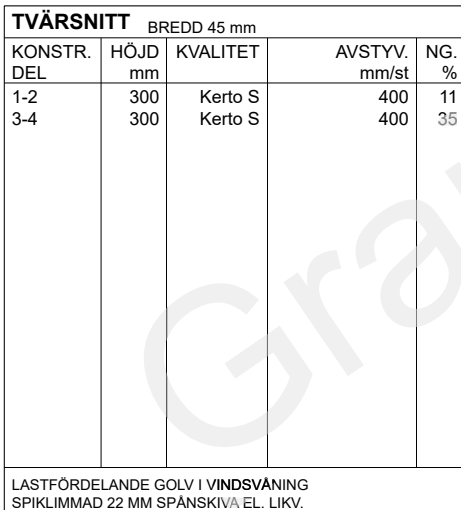 TVÄRSNITT BREDD 45 mm
KONSTR. HÖJD KVALITET AVSTYV. NG.
DEL mm mm/st %
1-2 300 Kerto S 400 11
3-4 300 Kerto S 400 35
LASTFÖRDELANDE GOLV I VINDSVÅNING
SPIKLIMMAD 22 MM SPÅNSKIVA EL. LIKV.
Gra